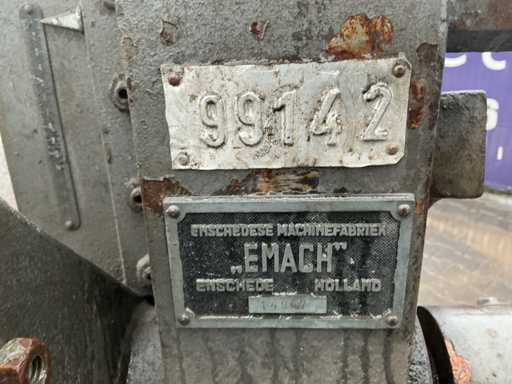 99142
ENSCHEDESE MACHINEFABRIEK
„EMACH"
ENSCHEDE HOLLAND